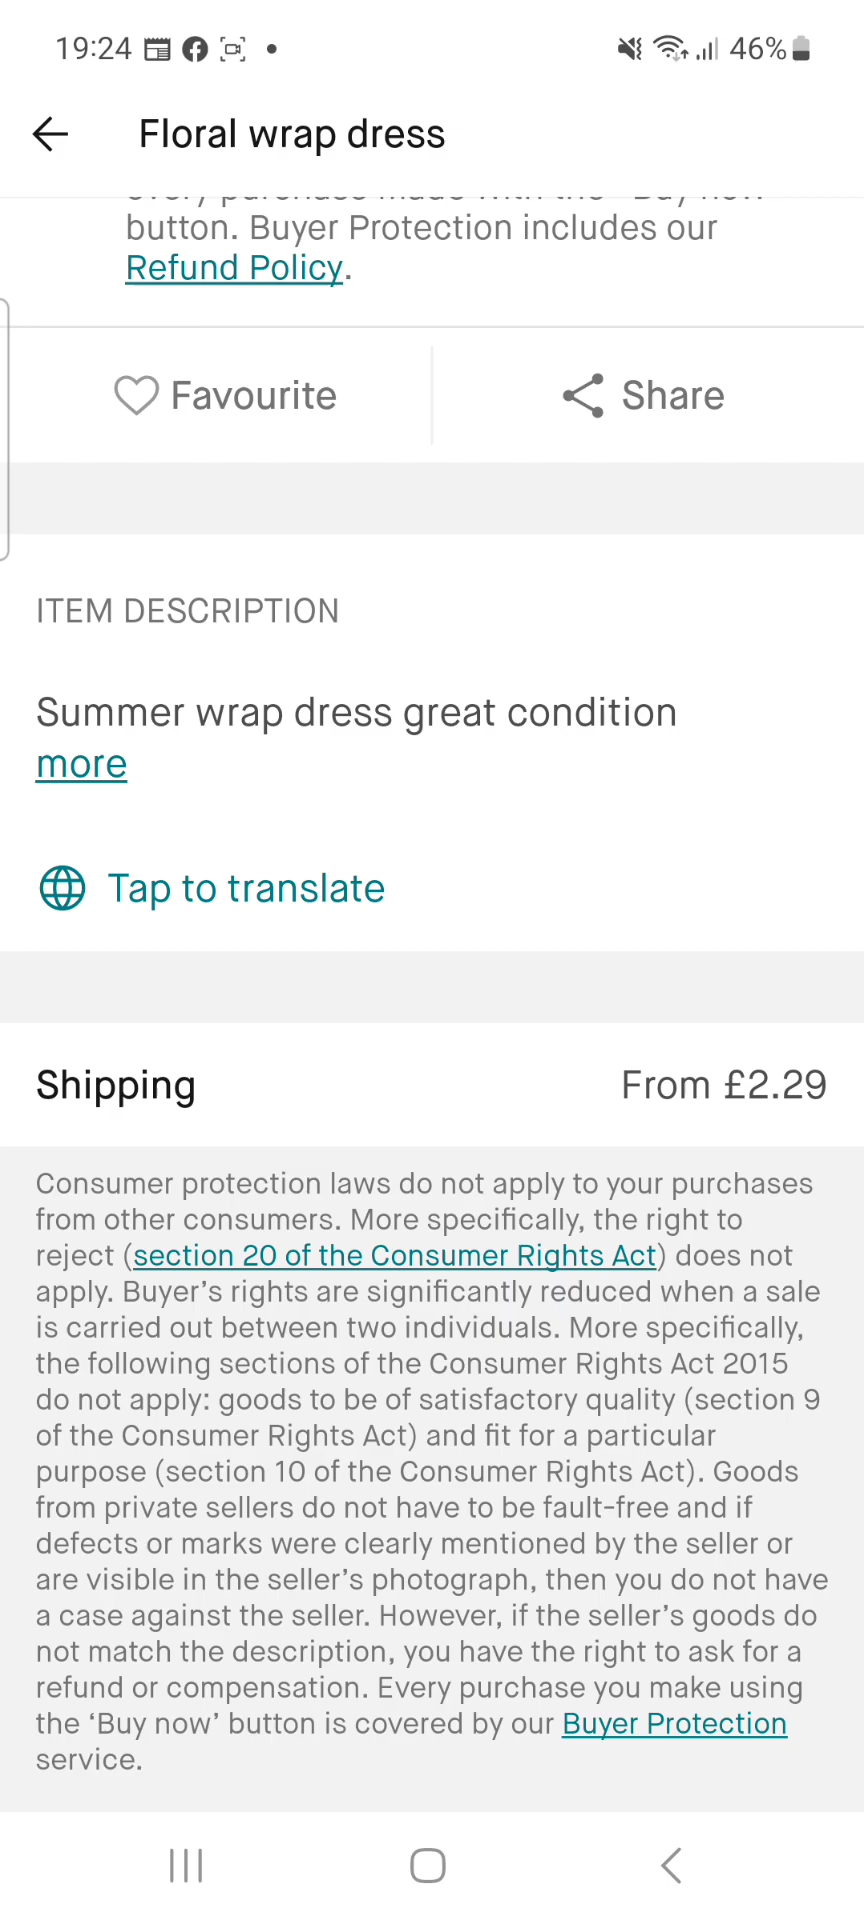 19:24
46%
Floral wrap dress
button. Buyer Protection includes our
Refund Policy.
Favourite
Share
ITEM DESCRIPTION
Summer wrap dress great condition
more
Tap to translate
Shipping
From £2.29
Consumer protection laws do not apply to your purchases
from other consumers. More specifically, the right to
reject (section 20 of the Consumer Rights Act) does not
apply. Buyer’s rights are significantly reduced when a sale
is carried out between two individuals. More specifically,
the following sections of the Consumer Rights Act 2015
do not apply: goods to be of satisfactory quality (section 9
of the Consumer Rights Act) and fit for a particular
purpose (section 10 of the Consumer Rights Act). Goods
from private sellers do not have to be fault-free and if
defects or marks were clearly mentioned by the seller or
are visible in the seller’s photograph, then you do not have
a case against the seller. However, if the seller’s goods do
not match the description, you have the right to ask for a
refund or compensation. Every purchase you make using
the ‘Buy now’ button is covered by our Buyer Protection
service.